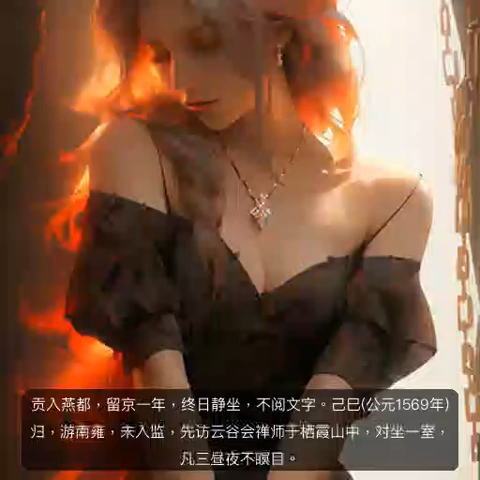 贡入燕都，留京一年，终日静坐，不阅文字。己巳(公元1569年)
归，游南雍，未入监，先访云谷会禅师于栖霞山中，对坐一室，
凡三昼夜不瞑目。